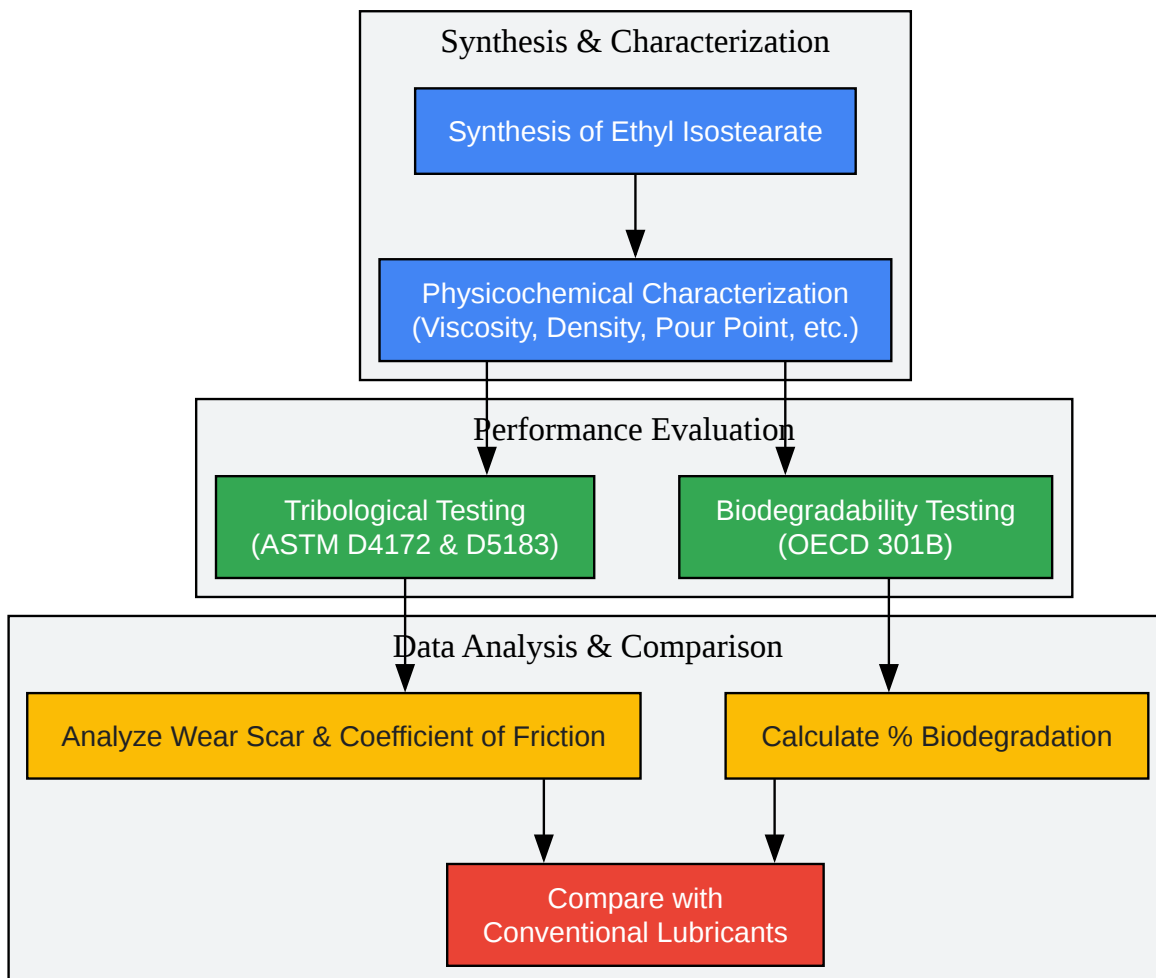 Synthesis & Characterization
Synthesis of Ethyl Isostearate
Physicochemical Characterization
(Viscosity, Density, Pour Point, etc.)
Performance Evaluation
Tribological Testing
(ASTM D4172 & D5183)
Biodegradability Testing
(OECD 301B)
Data Analysis & Comparison
Analyze Wear Scar & Coefficient of Friction
Calculate % Biodegradation
Compare with
Conventional Lubricants